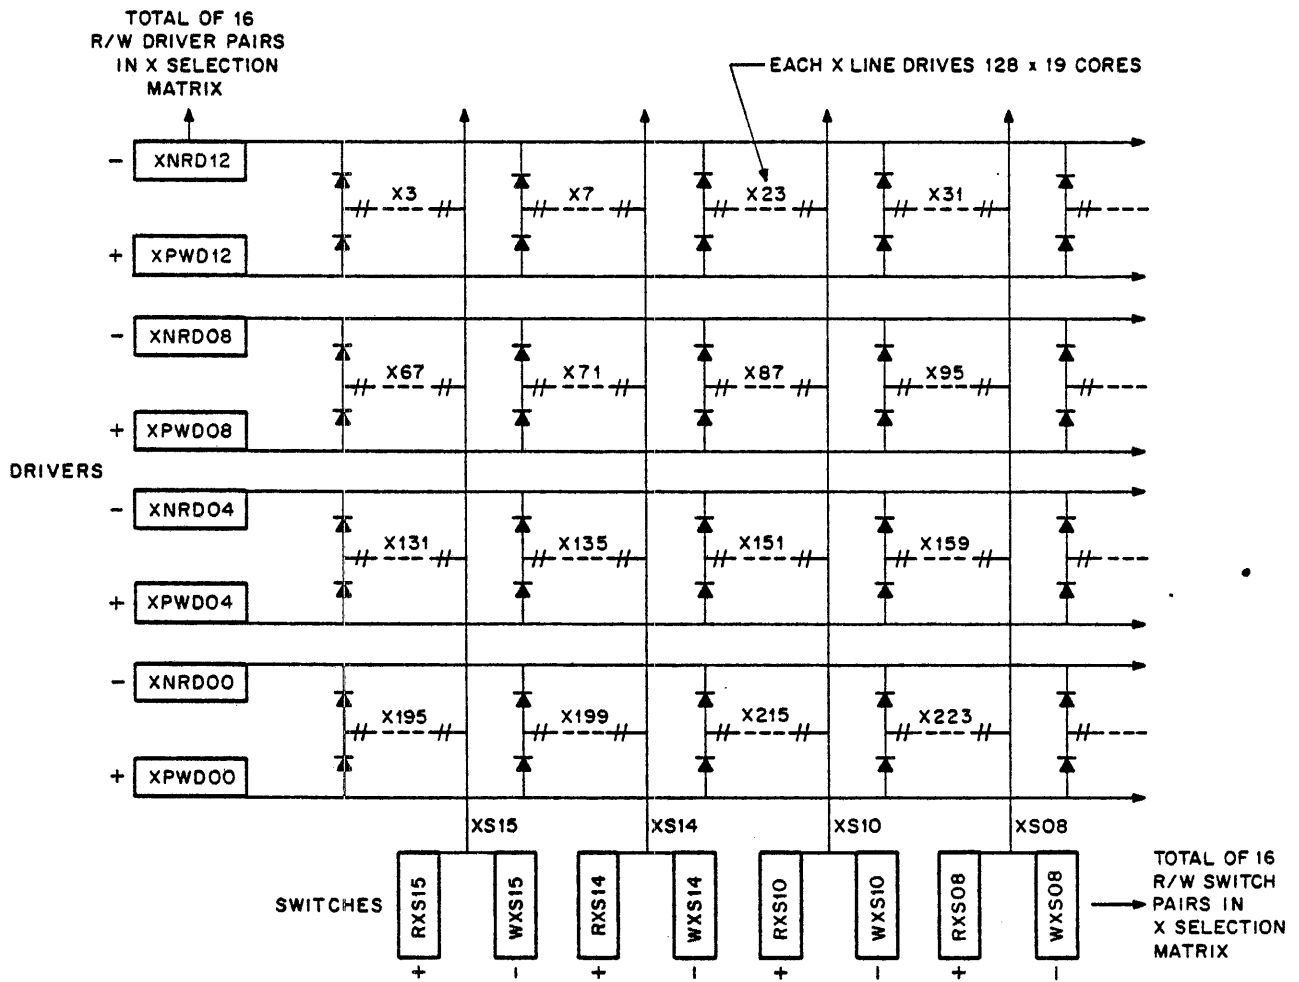 TOTAL OF 16
R/W DRIVER PAIRS
IN X SELECTION
MATRIX
EACH X LINE DRIVES 128 x 19 CORES
- XNRD12
X3 X7 X23 X31
+ XPWD12
- XNRD08
X67 X71 X87 X95
+ XPWD08
DRIVERS
- XNRD04
X131 X135 X151 X159
+ XPWD04
- XNRD00
X195 X199 X215 X223
+ XPWD00
XS15 XS14 XS10 XS08
SWITCHES
RXS15 WXS15 RXS14 WXS14 RXS10 WXS10 RXS08 WXS08
+ - + - + - + -
TOTAL OF 16
R/W SWITCH
PAIRS IN
X SELECTION
MATRIX